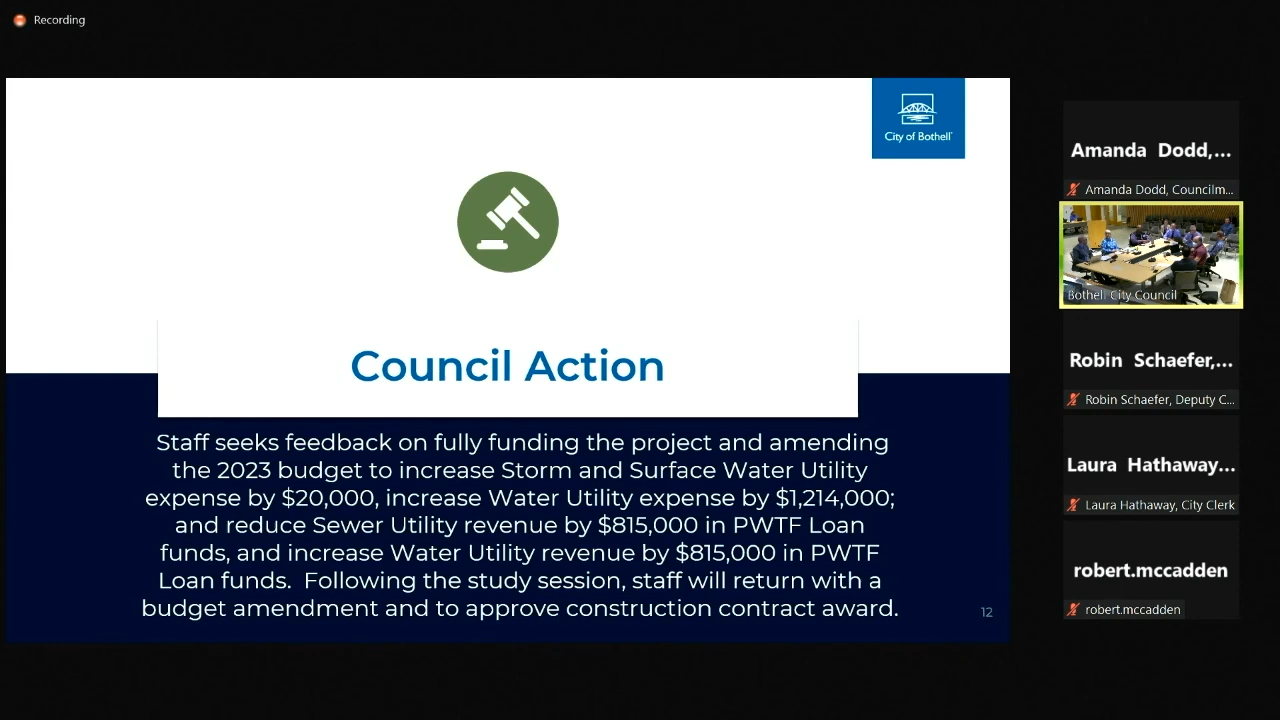 Recording
City of Bothell
Council Action
Staff seeks feedback on fully funding the project and amending
the 2023 budget to increase Storm and Surface Water Utility
expense by $20,000, increase Water Utility expense by $1,214,000;
and reduce Sewer Utility revenue by $815,000 in PWTF Loan
funds, and increase Water Utility revenue by $815,000 in PWTF
Loan funds.  Following the study session, staff will return with a
budget amendment and to approve construction contract award.
12
Amanda Dodd,...
Amanda Dodd, Councilm...
Bothell City Council
Robin Schaefer,...
Robin Schaefer, Deputy C...
Laura Hathaway...
Laura Hathaway, City Clerk
robert.mccadden
robert.mccadden